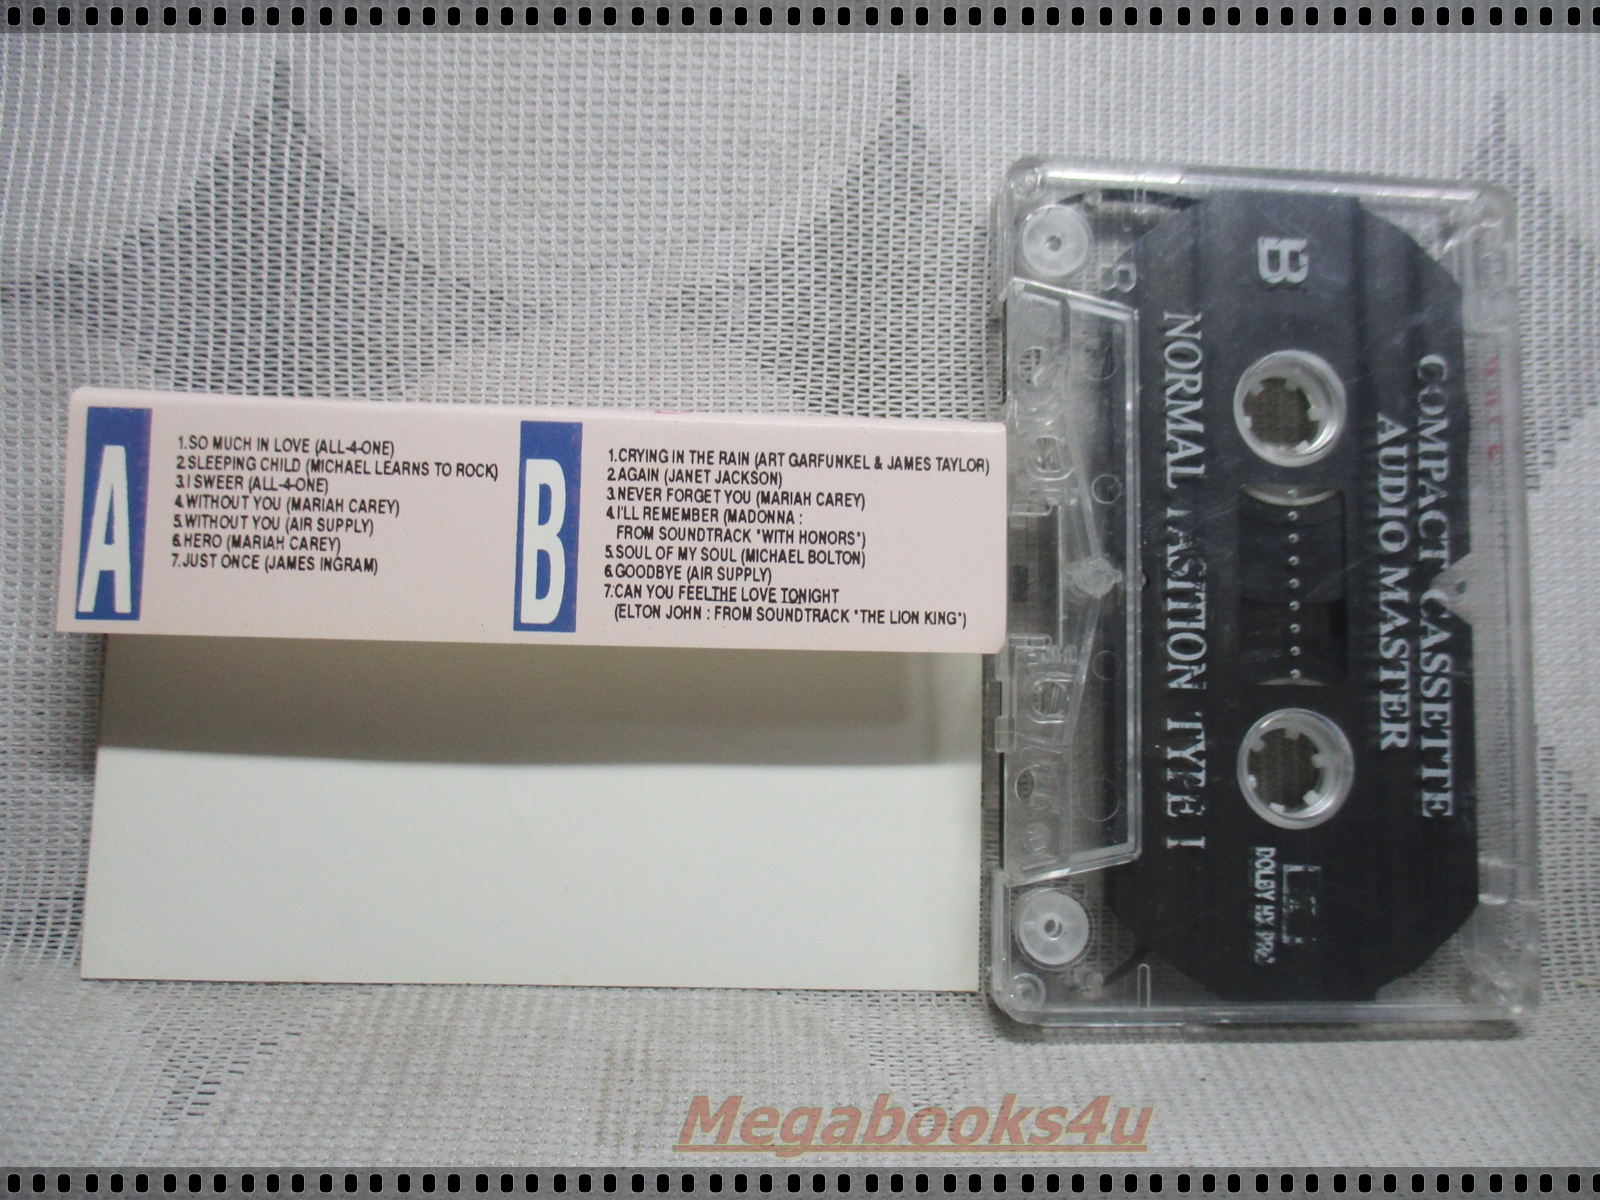 A
1.SO MUCH IN LOVE (ALL-4-ONE)
2.SLEEPING CHILD (MICHAEL LEARNS TO ROCK)
3.I SWEER (ALL-4-ONE)
4.WITHOUT YOU (MARIAH CAREY)
5.WITHOUT YOU (AIR SUPPLY)
6.HERO (MARIAH CAREY)
7.JUST ONCE (JAMES INGRAM)
B
1.CRYING IN THE RAIN (ART GARFUNKEL & JAMES TAYLOR)
2.AGAIN (JANET JACKSON)
3.NEVER FORGET YOU (MARIAH CAREY)
4.I'LL REMEMBER (MADONNA :
FROM SOUNDTRACK "WITH HONORS")
5.SOUL OF MY SOUL (MICHAEL BOLTON)
6.GOODBYE (AIR SUPPLY)
7.CAN YOU FEELTHE LOVE TONIGHT
(ELTON JOHN : FROM SOUNDTRACK "THE LION KING")
B
B
COMPACT CASSETTE
AUDIO MASTER
NORMAL TYPE I
DOLBY HX PRO
Megabooks4u